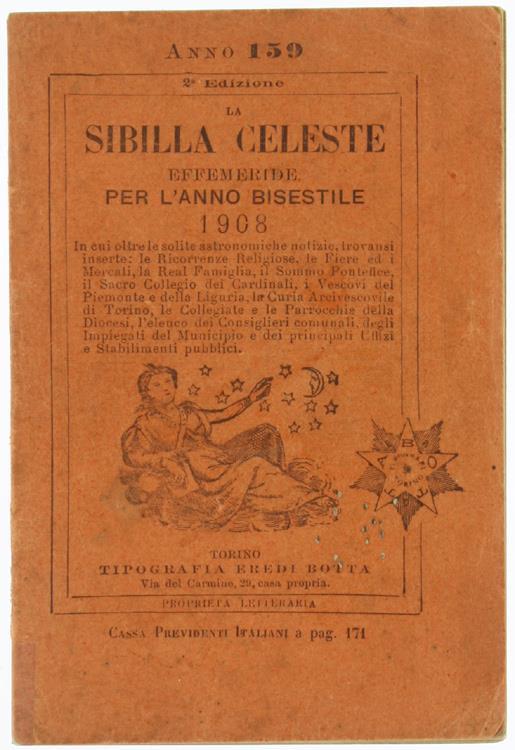 ANNO 159
2ª Edizione
LA
SIBILLA CELESTE
EFFEMERIDE
PER L'ANNO BISESTILE
1908
In cui oltre le solite astronomiche notizie, trovansi
inserte: le Ricorrenze Religiose, le Fiere ed i
Mercati, la Real Famiglia, il Sommo Pontefice,
il Sacro Collegio dei Cardinali, i Vescovi del
Piemonte e della Liguria, la Curia Arcivescovile
di Torino, le Collegiate e le Parrocchie della
Diocesi, l'elenco dei Consiglieri comunali, degli
Impiegati del Municipio e dei principali Uffizi
e Stabilimenti pubblici.
B O T T A
TORINO
TIPOGRAFIA EREDI BOTTA
Via del Carmine, 29, casa propria.
PROPRIETÀ LETTERARIA
CASSA PREVIDENTI ITALIANI a pag. 171